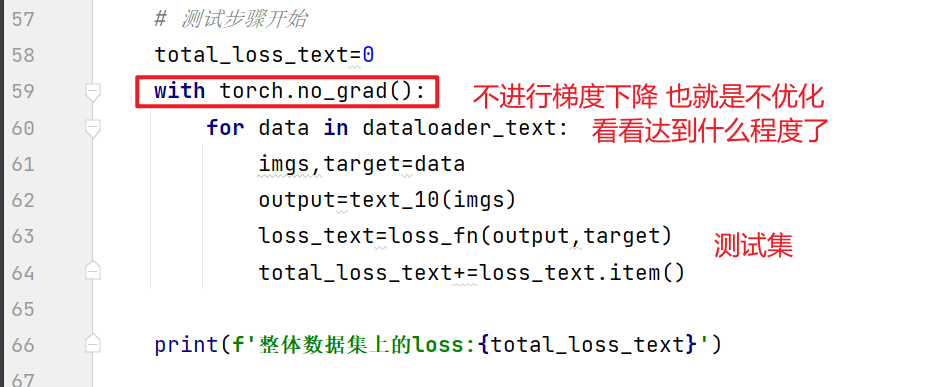 57 # 测试步骤开始
58 total_loss_text=0
59 with torch.no_grad(): 不进行梯度下降 也就是不优化
60 for data in dataloader_text: 看看达到什么程度了
61 imgs,target=data
62 output=text_10(imgs)
63 loss_text=loss_fn(output,target) 测试集
64 total_loss_text+=loss_text.item()
65
66 print(f'整体数据集上的loss:{total_loss_text}')
67